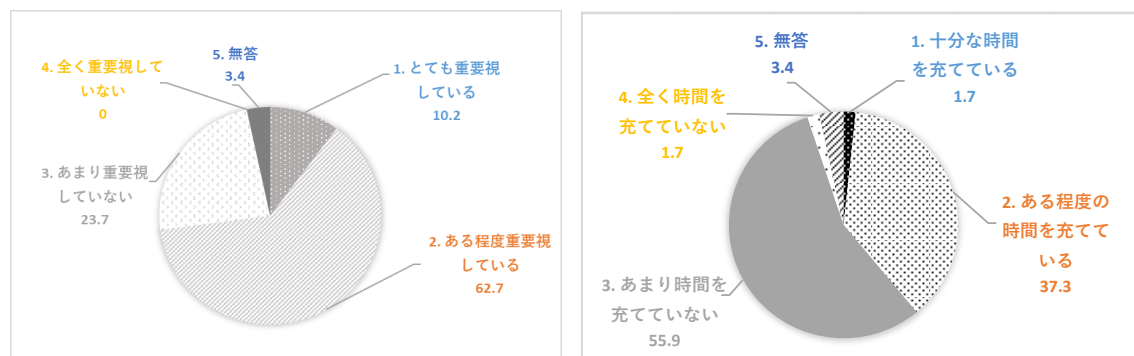 5. 無答
3.4
1. とても重要視
している
10.2
4. 全く重要視して
いない
0
3. あまり重要視
していない
23.7
2. ある程度重要視
している
62.7
5. 無答
3.4
1. 十分な時間
を充てている
1.7
4. 全く時間を
充てていない
1.7
2. ある程度の
時間を充てて
いる
37.3
3. あまり時間を
充てていない
55.9